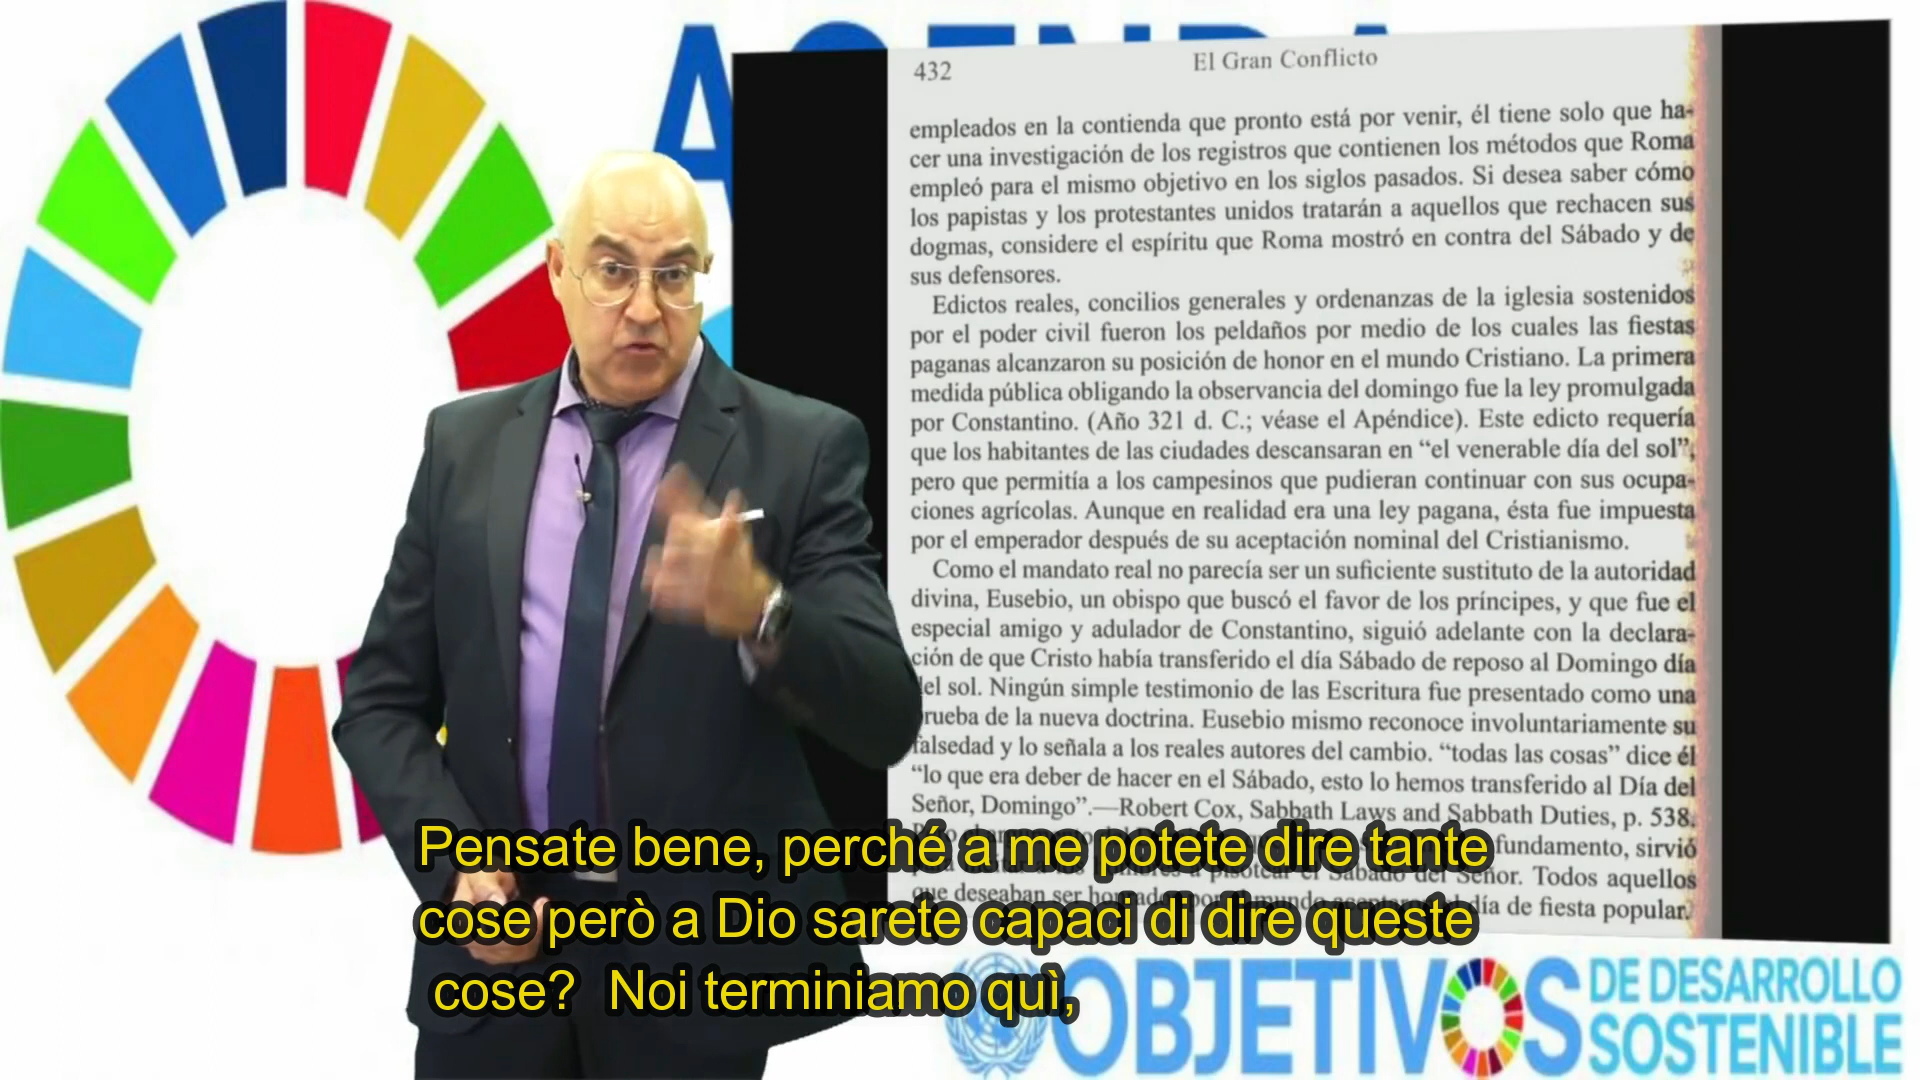 AGENDA
432
El Gran Conflicto
empleados en la contienda que pronto está por venir, él tiene solo que ha-
cer una investigación de los registros que contienen los métodos que Roma
empleó para el mismo objetivo en los siglos pasados. Si desea saber cómo
los papistas y los protestantes unidos tratarán a aquellos que rechacen sus
dogmas, considere el espíritu que Roma mostró en contra del Sábado y de
sus defensores.
Edictos reales, concilios generales y ordenanzas de la iglesia sostenidos
por el poder civil fueron los peldaños por medio de los cuales las fiestas
paganas alcanzaron su posición de honor en el mundo Cristiano. La primera
medida pública obligando la observancia del domingo fue la ley promulgada
por Constantino. (Año 321 d. C.; véase el Apéndice). Este edicto requería
que los habitantes de las ciudades descansaran en “el venerable día del sol”,
pero que permitía a los campesinos que pudieran continuar con sus ocupa-
ciones agrícolas. Aunque en realidad era una ley pagana, ésta fue impuesta
por el emperador después de su aceptación nominal del Cristianismo.
Como el mandato real no parecía ser un suficiente sustituto de la autoridad
divina, Eusebio, un obispo que buscó el favor de los príncipes, y que fue el
especial amigo y adulador de Constantino, siguió adelante con la declara-
ción de que Cristo había transferido el día Sábado de reposo al Domingo día
del sol. Ningún simple testimonio de las Escritura fue presentado como una
prueba de la nueva doctrina. Eusebio mismo reconoce involuntariamente su
falsedad y lo señala a los reales autores del cambio. “todas las cosas” dice él
“lo que era deber de hacer en el Sábado, esto lo hemos transferido al Día del
Señor, Domingo”.—Robert Cox, Sabbath Laws and Sabbath Duties, p. 538.
fundamento, sirvió
pisotear el Sábado del Señor. Todos aquellos
que deseaban ser día de fiesta popular.
Pensate bene, perché a me potete dire tante
cose però a Dio sarete capaci di dire queste
cose? Noi terminiamo quì,
OBJETIVOS DE DESARROLLO
SOSTENIBLE